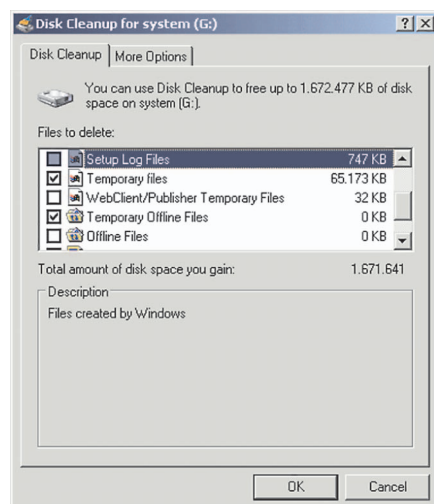 Disk Cleanup for system (G:)
Disk Cleanup
More Options
You can use Disk Cleanup to free up to 1.672.477 KB of disk
space on system (G:).
Files to delete:
Setup Log Files 747 KB
Temporary files 65.173 KB
WebClient/Publisher Temporary Files 32 KB
Temporary Offline Files 0 KB
Offline Files 0 KB
Total amount of disk space you gain: 1.671.641
Description
Files created by Windows
OK
Cancel